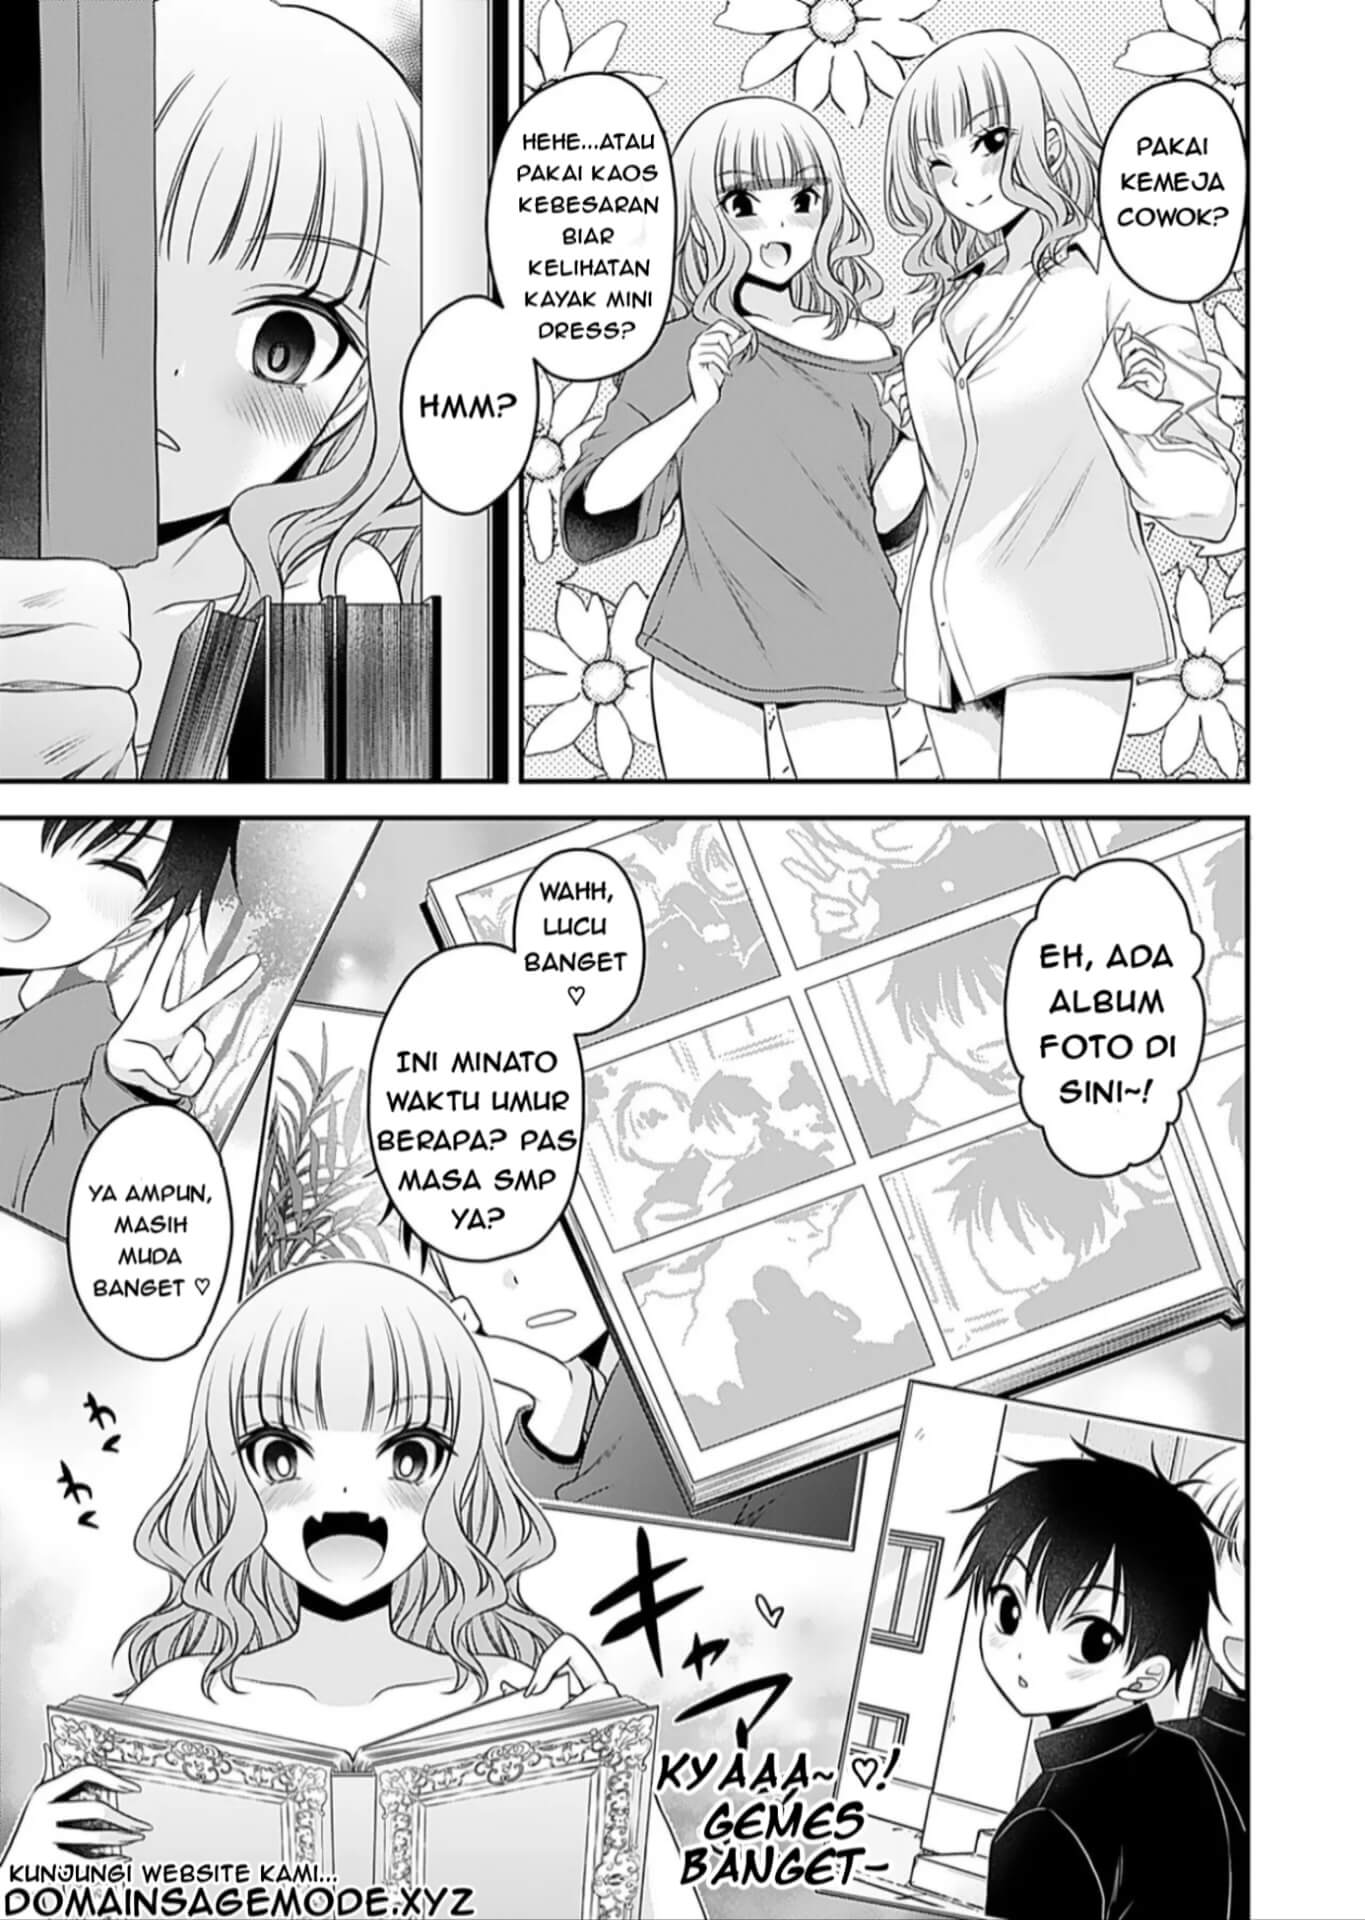 PAKAI
KEMEJA
COWOK?
HEHE...ATAU
PAKAI KAOS
KEBESARAN
BIAR
KELIHATAN
KAYAK MINI
DRESS?
HMM?
EH, ADA
ALBUM
FOTO DI
SINI~!
WAHH,
LUCU
BANGET
♡
INI MINATO
WAKTU UMUR
BERAPA? PAS
MASA SMP
YA?
YA AMPUN,
MASIH
MUDA
BANGET ♡
わくわく
キャー
KYAAA~ ♡!
GEMES
BANGET~
KUNJUNGI WEBSITE KAMI...
DOMAINSAGEMODE.XYZ